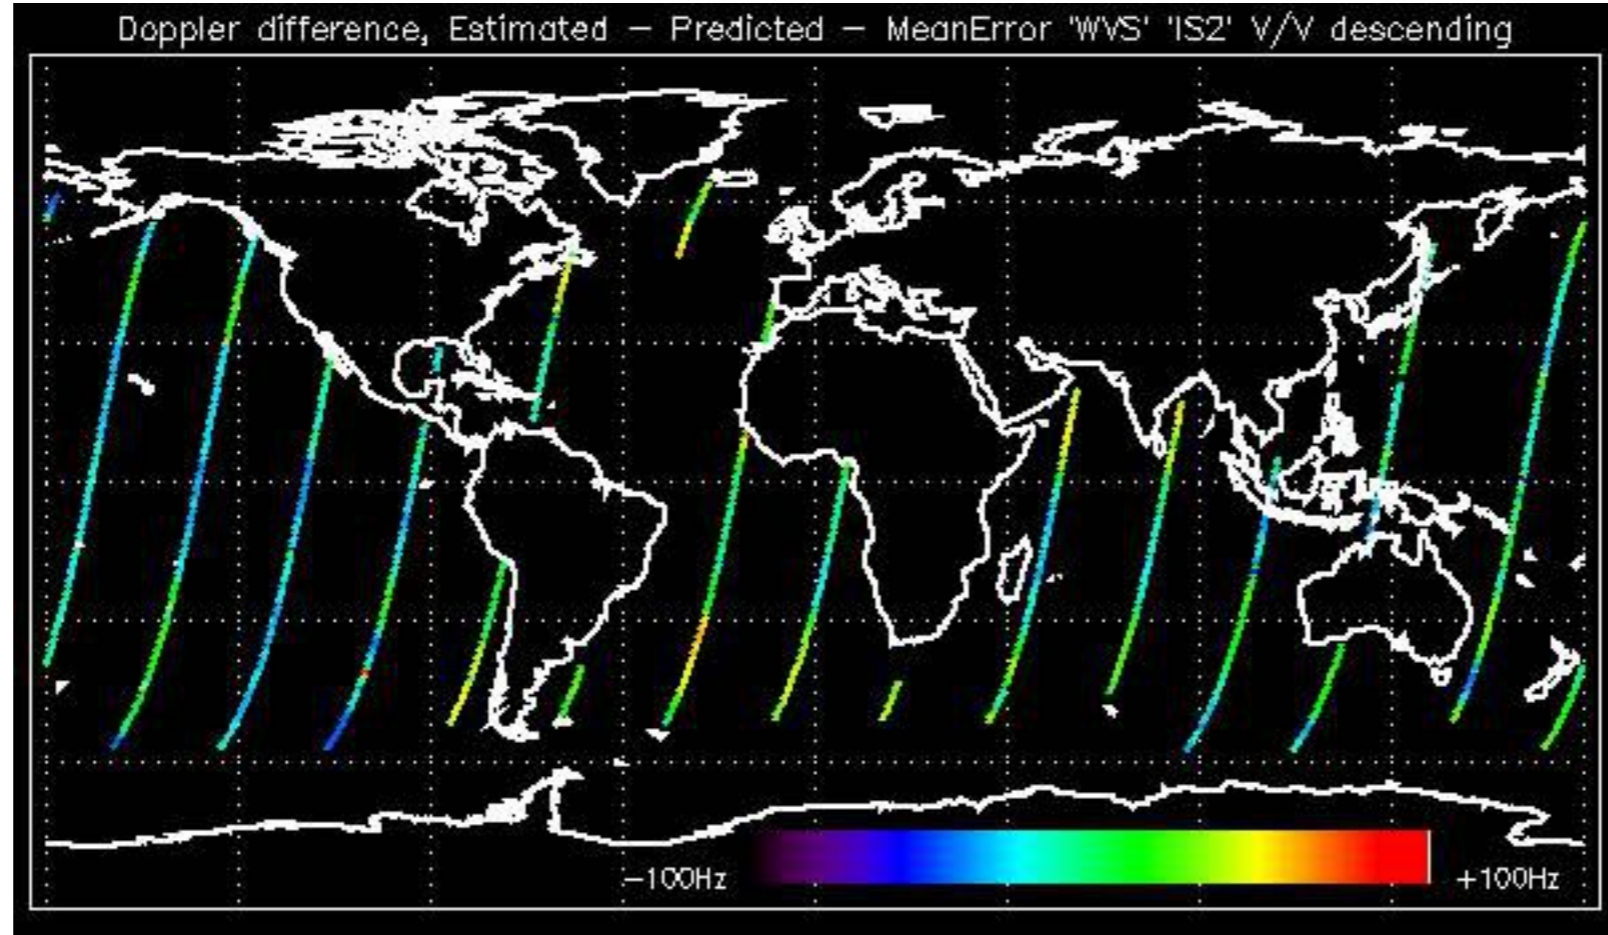 Doppler difference, Estimated − Predicted − MeanError 'WVS' 'IS2' V/V descending
−100Hz
+100Hz